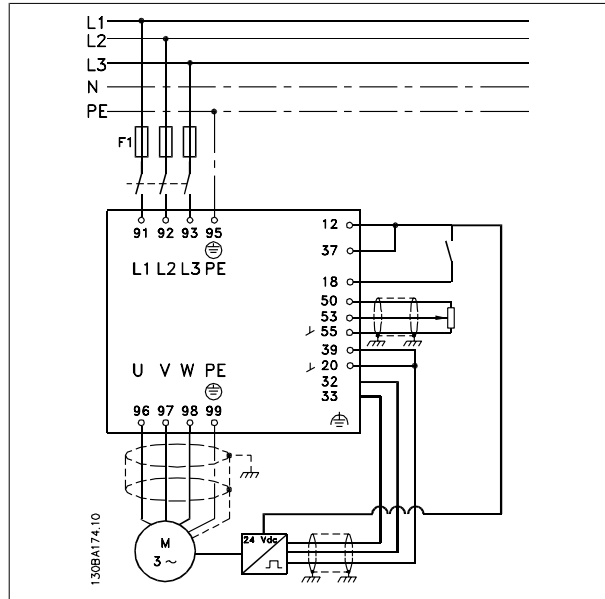 L1
L2
L3
N
PE
F1
91 92 93 95
L1 L2 L3 PE
12
37
18
50
53
55
39
20
32
33
U V W PE
96 97 98 99
M
3 ~
24 Vdc
130BA174.10